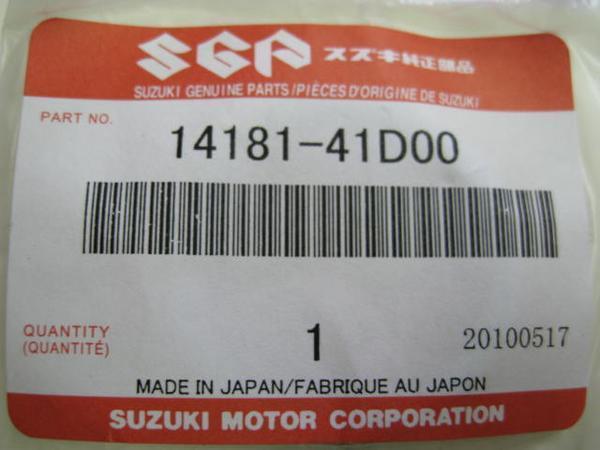 SGP スズキ純正部品
SUZUKI GENUINE PARTS/PIÈCES D'ORIGINE DE SUZUKI
PART NO.
14181-41D00
QUANTITY
(QUANTITÉ)
1
20100517
MADE IN JAPAN/FABRIQUE AU JAPON
SUZUKI MOTOR CORPORATION